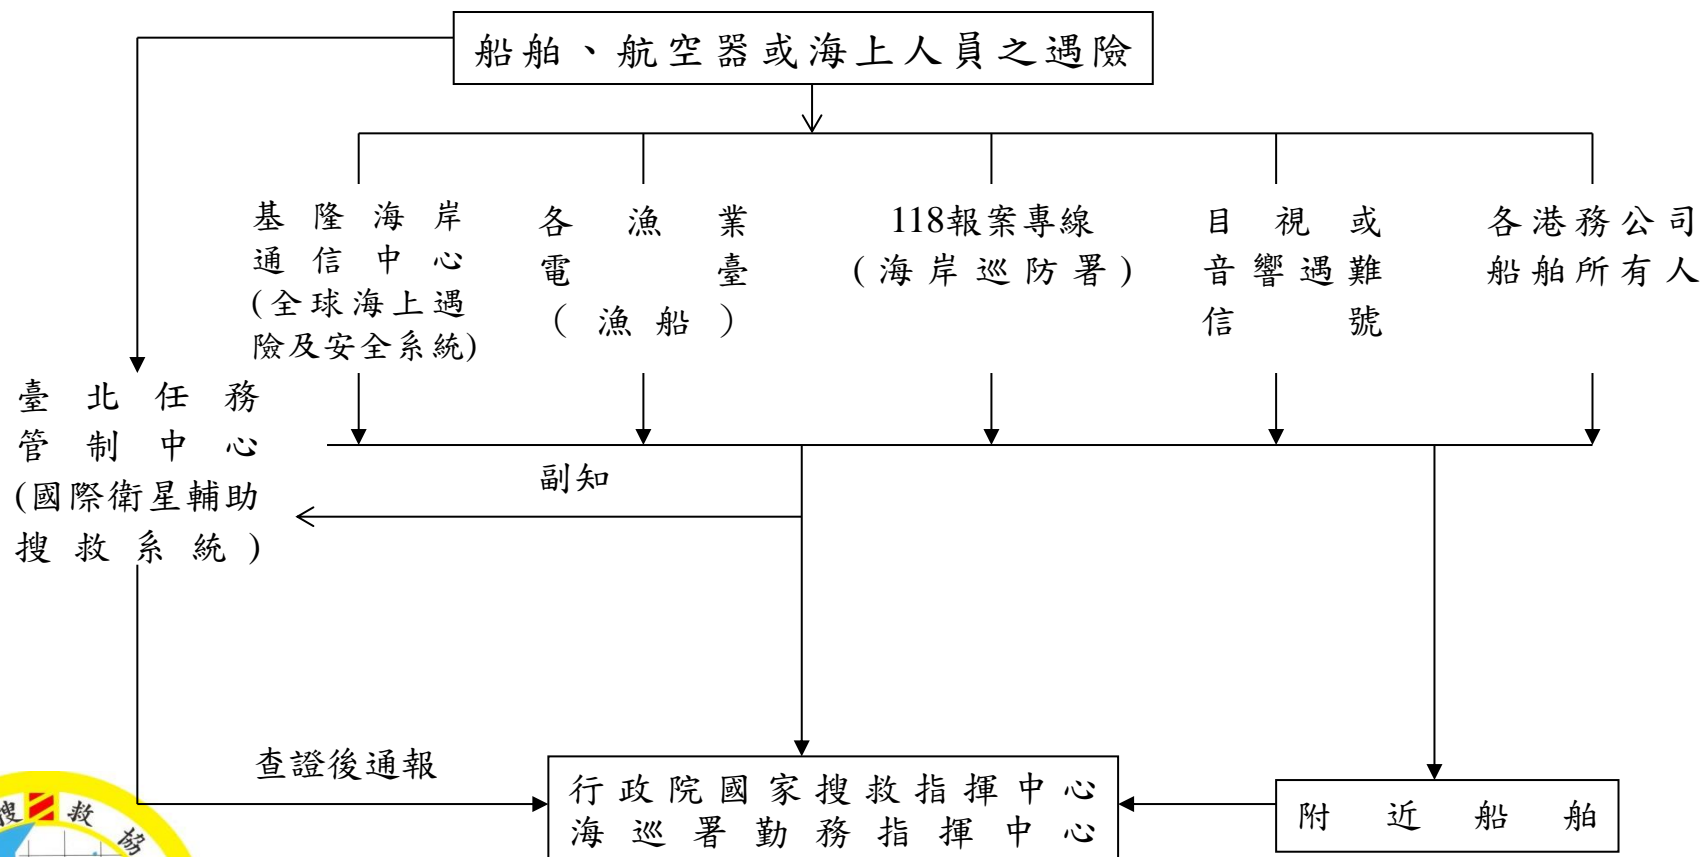 船舶、航空器或海上人員之遇險
基隆海岸
通信中心
(全球海上遇
險及安全系統)
各漁業
電臺
(漁船)
118報案專線
(海岸巡防署)
目視或
音響遇難
信號
各港務公司
船舶所有人
臺北任務
管制中心
(國際衛星輔助
搜救系統)
副知
查證後通報
行政院國家搜救指揮中心
海巡署勤務指揮中心
附近船舶
搜救協